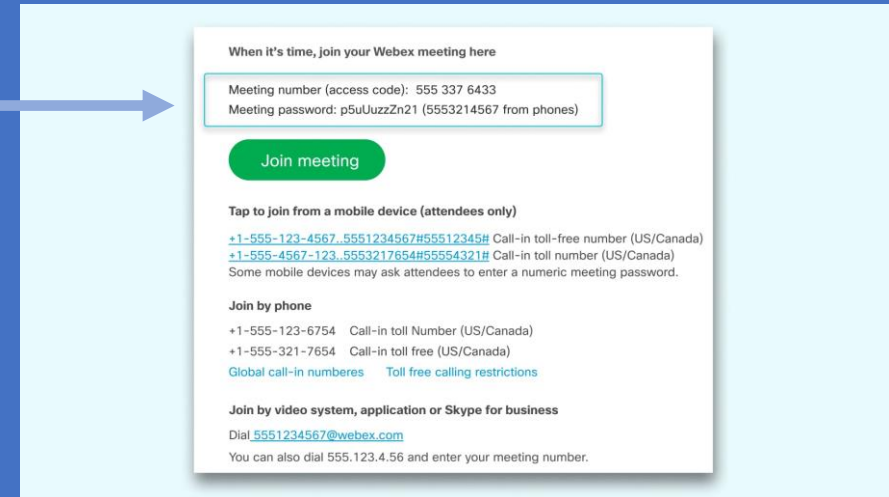 When it's time, join your Webex meeting here
Meeting number (access code): 555 337 6433
Meeting password: p5uUuzzZn21 (5553214567 from phones)
Join meeting
Tap to join from a mobile device (attendees only)
+1-555-123-4567..5551234567#55512345# Call-in toll-free number (US/Canada)
+1-555-4567-123..5553217654#55554321# Call-in toll number (US/Canada)
Some mobile devices may ask attendees to enter a numeric meeting password.
Join by phone
+1-555-123-6754 Call-in toll Number (US/Canada)
+1-555-321-7654 Call-in toll free (US/Canada)
Global call-in numberes Toll free calling restrictions
Join by video system, application or Skype for business
Dial 5551234567@webex.com
You can also dial 555.123.4.56 and enter your meeting number.